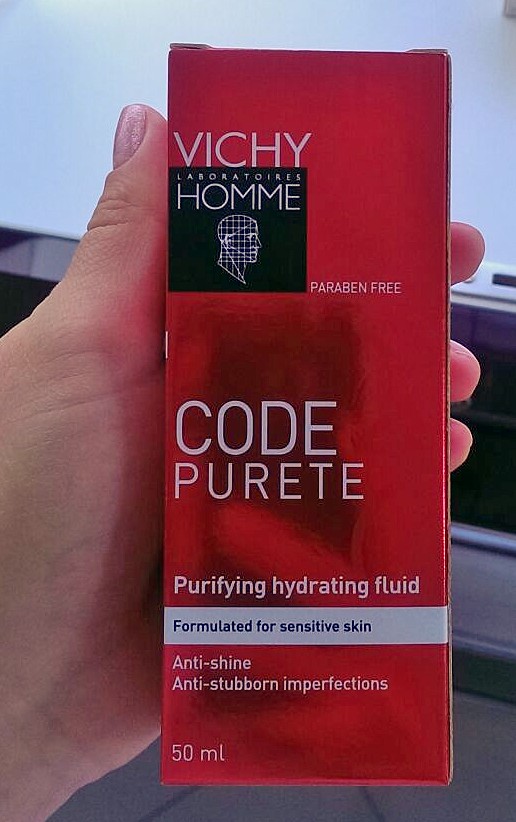 VICHY
LABORATOIRES
HOMME
PARABEN FREE
CODE
PURETE
Purifying hydrating fluid
Formulated for sensitive skin
Anti-shine
Anti-stubborn imperfections
50 ml